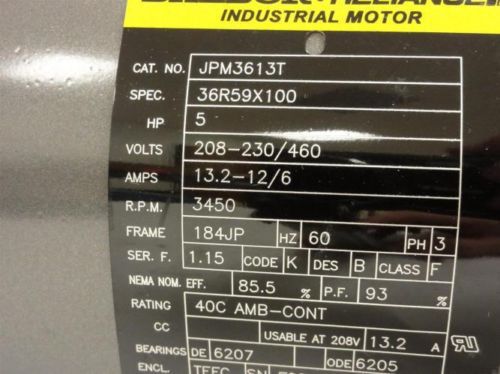 INDUSTRIAL MOTOR
CAT. NO. JPM3613T
SPEC. 36R59X100
HP 5
VOLTS 208-230/460
AMPS 13.2-12/6
R.P.M. 3450
FRAME 184JP HZ 60 PH 3
SER. F. 1.15 CODE K DES B CLASS F
NEMA NOM. EFF. 85.5 % P.F. 93 %
RATING 40C AMB-CONT
CC USABLE AT 208V 13.2 A
BEARINGS DE 6207 ODE 6205
ENCL. TEFC SN